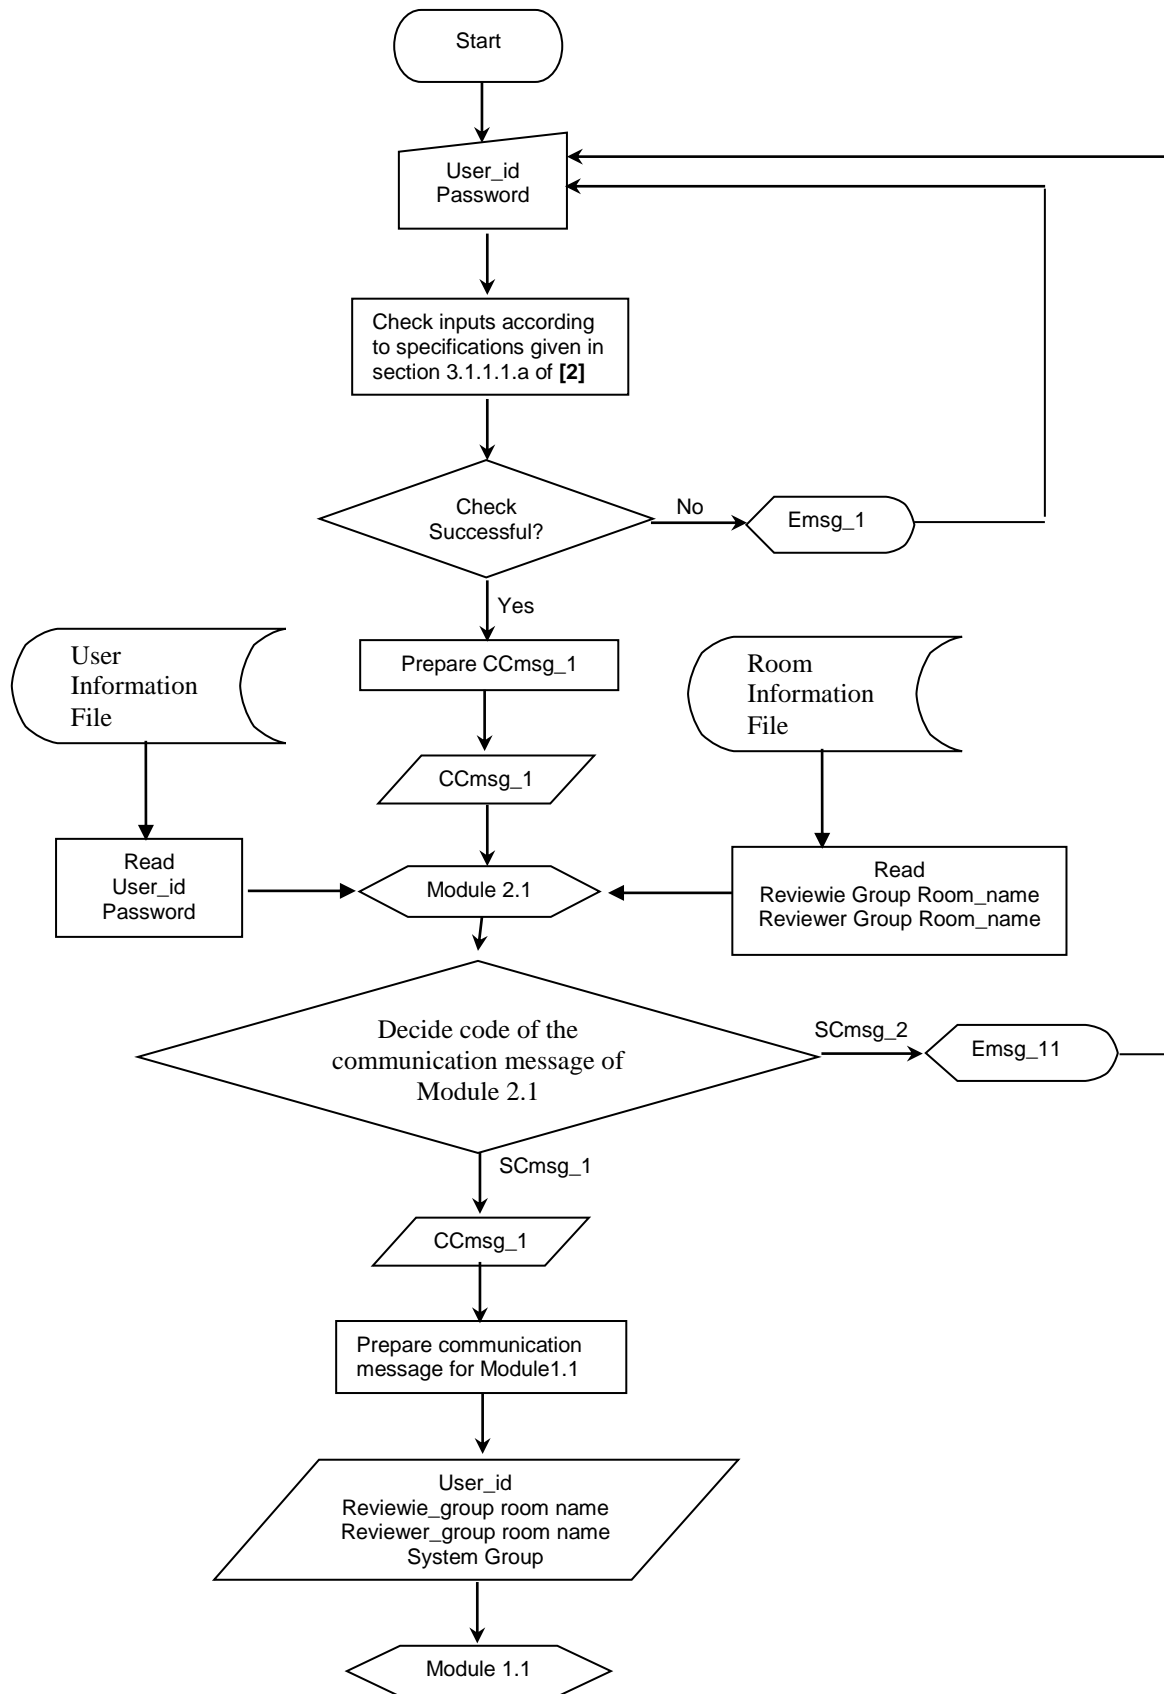 Start
User_id
Password
Check inputs according
to specifications given in
section 3.1.1.1.a of [2]
Check
Successful?
No
Emsg_1
Yes
User
Information
File
Prepare CCmsg_1
Room
Information
File
CCmsg_1
Read
User_id
Password
Module 2.1
Read
Reviewie Group Room_name
Reviewer Group Room_name
Decide code of the
communication message of
Module 2.1
SCmsg_2
Emsg_11
SCmsg_1
CCmsg_1
Prepare communication
message for Module1.1
User_id
Reviewie_group room name
Reviewer_group room name
System Group
Module 1.1